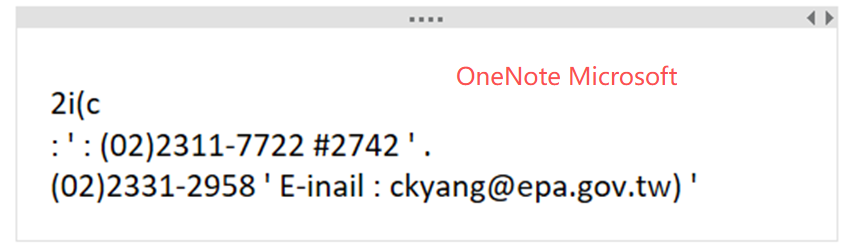 OneNote Microsoft
2i(c
: ' : (02)2311-7722 #2742 ' .
(02)2331-2958 ' E-inail : ckyang@epa.gov.tw) '